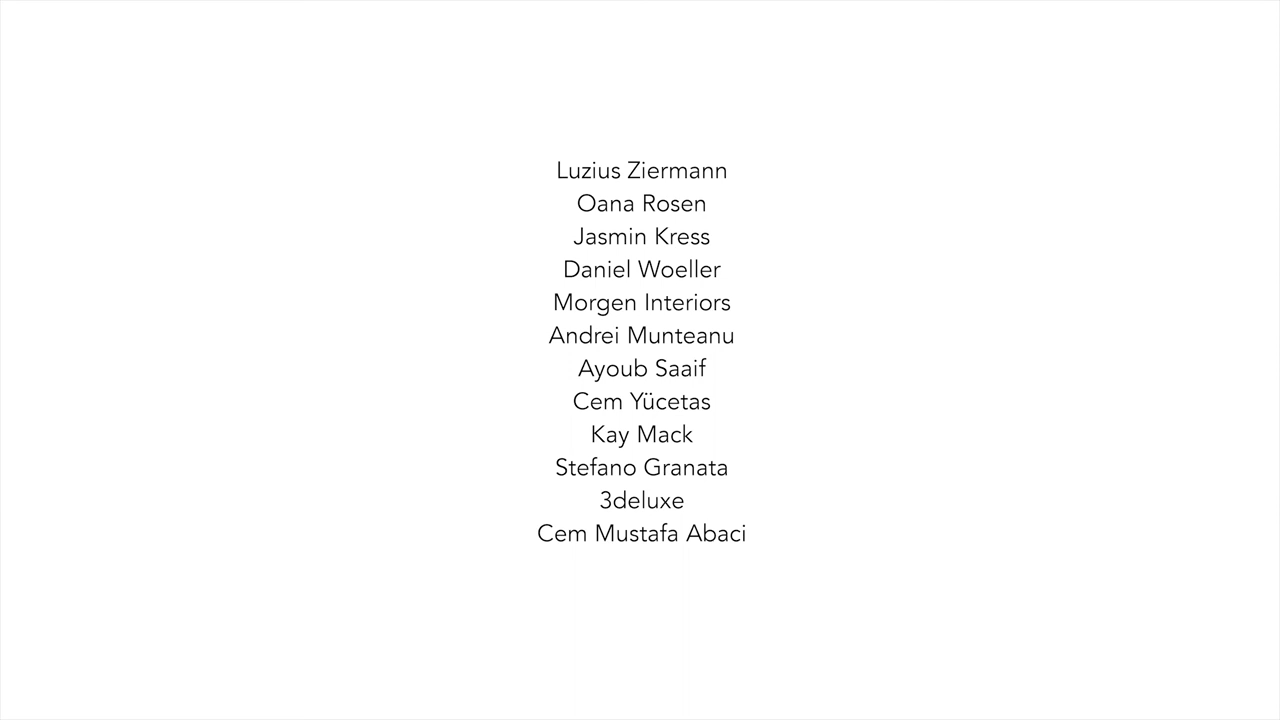 Luzius Ziermann
Oana Rosen
Jasmin Kress
Daniel Woeller
Morgen Interiors
Andrei Munteanu
Ayoub Saaif
Cem Yücetas
Kay Mack
Stefano Granata
3deluxe
Cem Mustafa Abaci